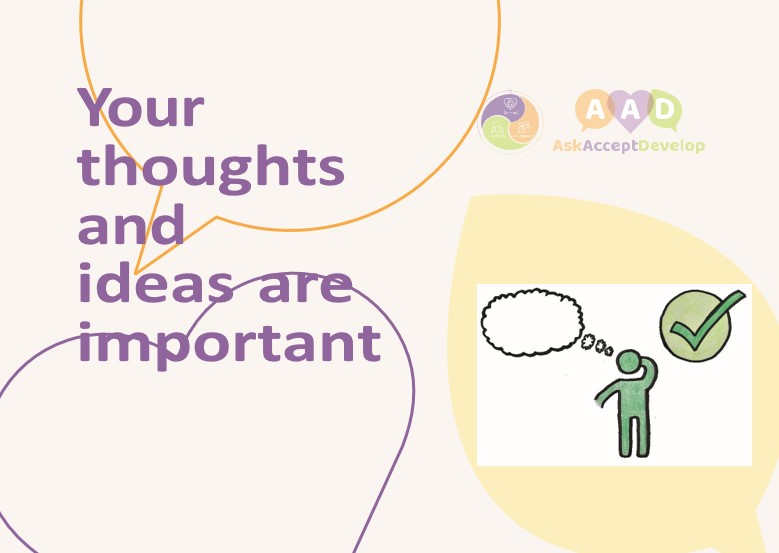 Your
thoughts
and
ideas are
important
AAD
AskAcceptDevelop